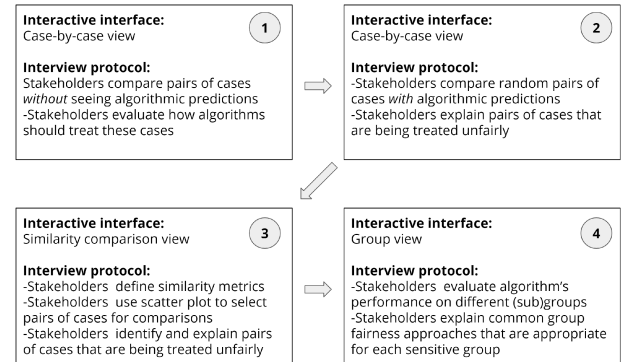 Interactive interface:
Case-by-case view
1
Interview protocol:
Stakeholders compare pairs of cases
without seeing algorithmic predictions
-Stakeholders evaluate how algorithms
should treat these cases
Interactive interface:
Case-by-case view
2
Interview protocol:
-Stakeholders compare random pairs of
cases with algorithmic predictions
-Stakeholders explain pairs of cases that
are being treated unfairly
Interactive interface:
Similarity comparison view
3
Interview protocol:
-Stakeholders define similarity metrics
-Stakeholders use scatter plot to select
pairs of cases for comparisons
-Stakeholders identify and explain pairs
of cases that are being treated unfairly
Interactive interface:
Group view
4
Interview protocol:
-Stakeholders evaluate algorithm's
performance on different (sub)groups
-Stakeholders explain common group
fairness approaches that are appropriate
for each sensitive group